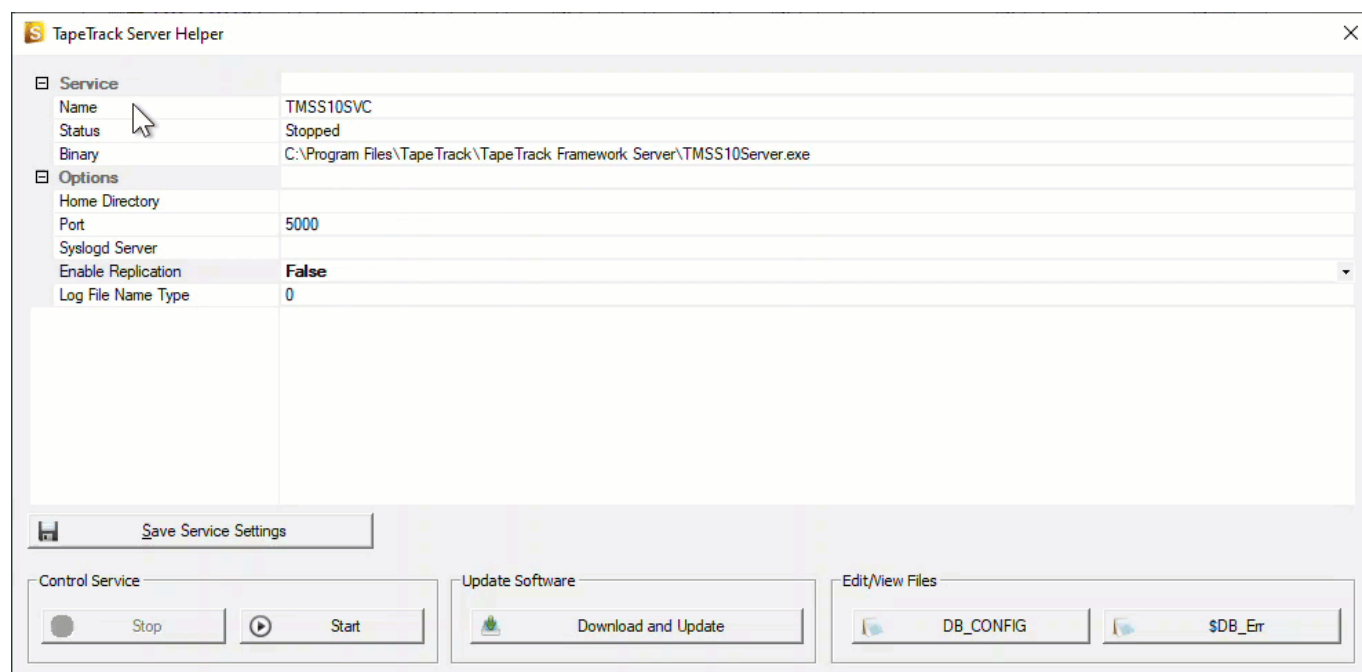 TapeTrack Server Helper
Service
Name TMSS10SVC
Status Stopped
Binary C:\Program Files\TapeTrack\TapeTrack Framework Server\TMSS10Server.exe
Options
Home Directory
Port 5000
Syslogd Server
Enable Replication False
Log File Name Type 0
Save Service Settings
Control Service Update Software Edit/View Files
Stop Start Download and Update DB_CONFIG $DB_Err